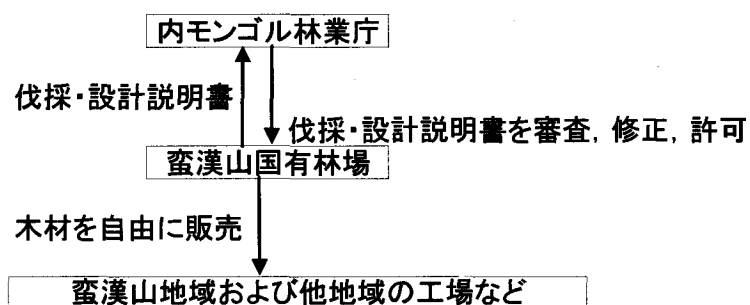 内モンゴル林業庁
伐採・設計説明書
伐採・設計説明書を審査, 修正, 許可
蛮漢山国有林場
木材を自由に販売
蛮漢山地域および他地域の工場など